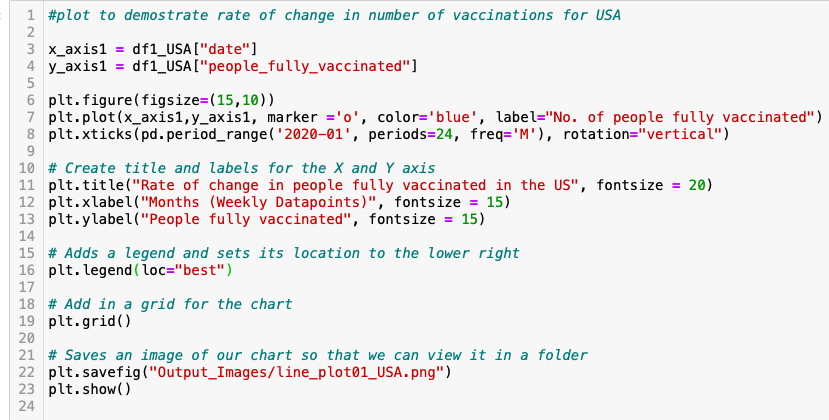 1 #plot to demostrate rate of change in number of vaccinations for USA
2
3 x_axis1 = df1_USA["date"]
4 y_axis1 = df1_USA["people_fully_vaccinated"]
5
6 plt.figure(figsize=(15,10))
7 plt.plot(x_axis1,y_axis1, marker ='o', color='blue', label="No. of people fully vaccinated")
8 plt.xticks(pd.period_range('2020-01', periods=24, freq='M'), rotation="vertical")
9
10 # Create title and labels for the X and Y axis
11 plt.title("Rate of change in people fully vaccinated in the US", fontsize = 20)
12 plt.xlabel("Months (Weekly Datapoints)", fontsize = 15)
13 plt.ylabel("People fully vaccinated", fontsize = 15)
14
15 # Adds a legend and sets its location to the lower right
16 plt.legend(loc="best")
17
18 # Add in a grid for the chart
19 plt.grid()
20
21 # Saves an image of our chart so that we can view it in a folder
22 plt.savefig("Output_Images/line_plot01_USA.png")
23 plt.show()
24